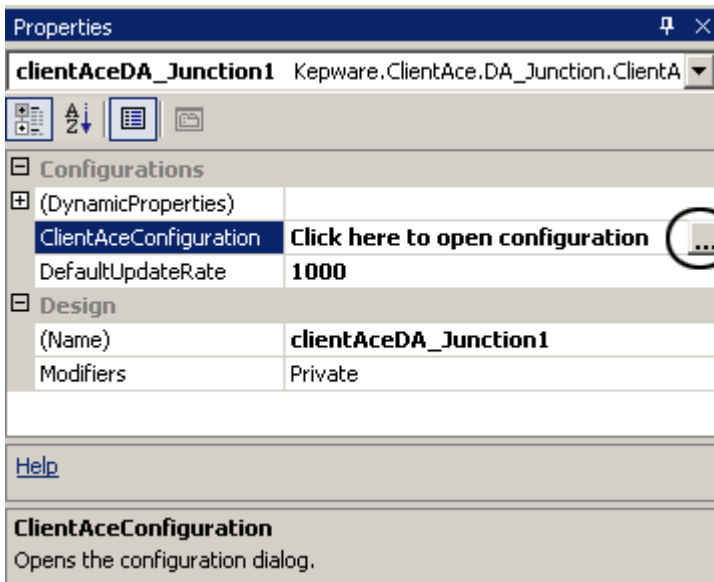 Properties
clientAceDA_Junction1 Kepware.ClientAce.DA_Junction.ClientA
Configurations
(DynamicProperties)
ClientAceConfiguration Click here to open configuration ...
DefaultUpdateRate 1000
Design
(Name) clientAceDA_Junction1
Modifiers Private
Help
ClientAceConfiguration
Opens the configuration dialog.